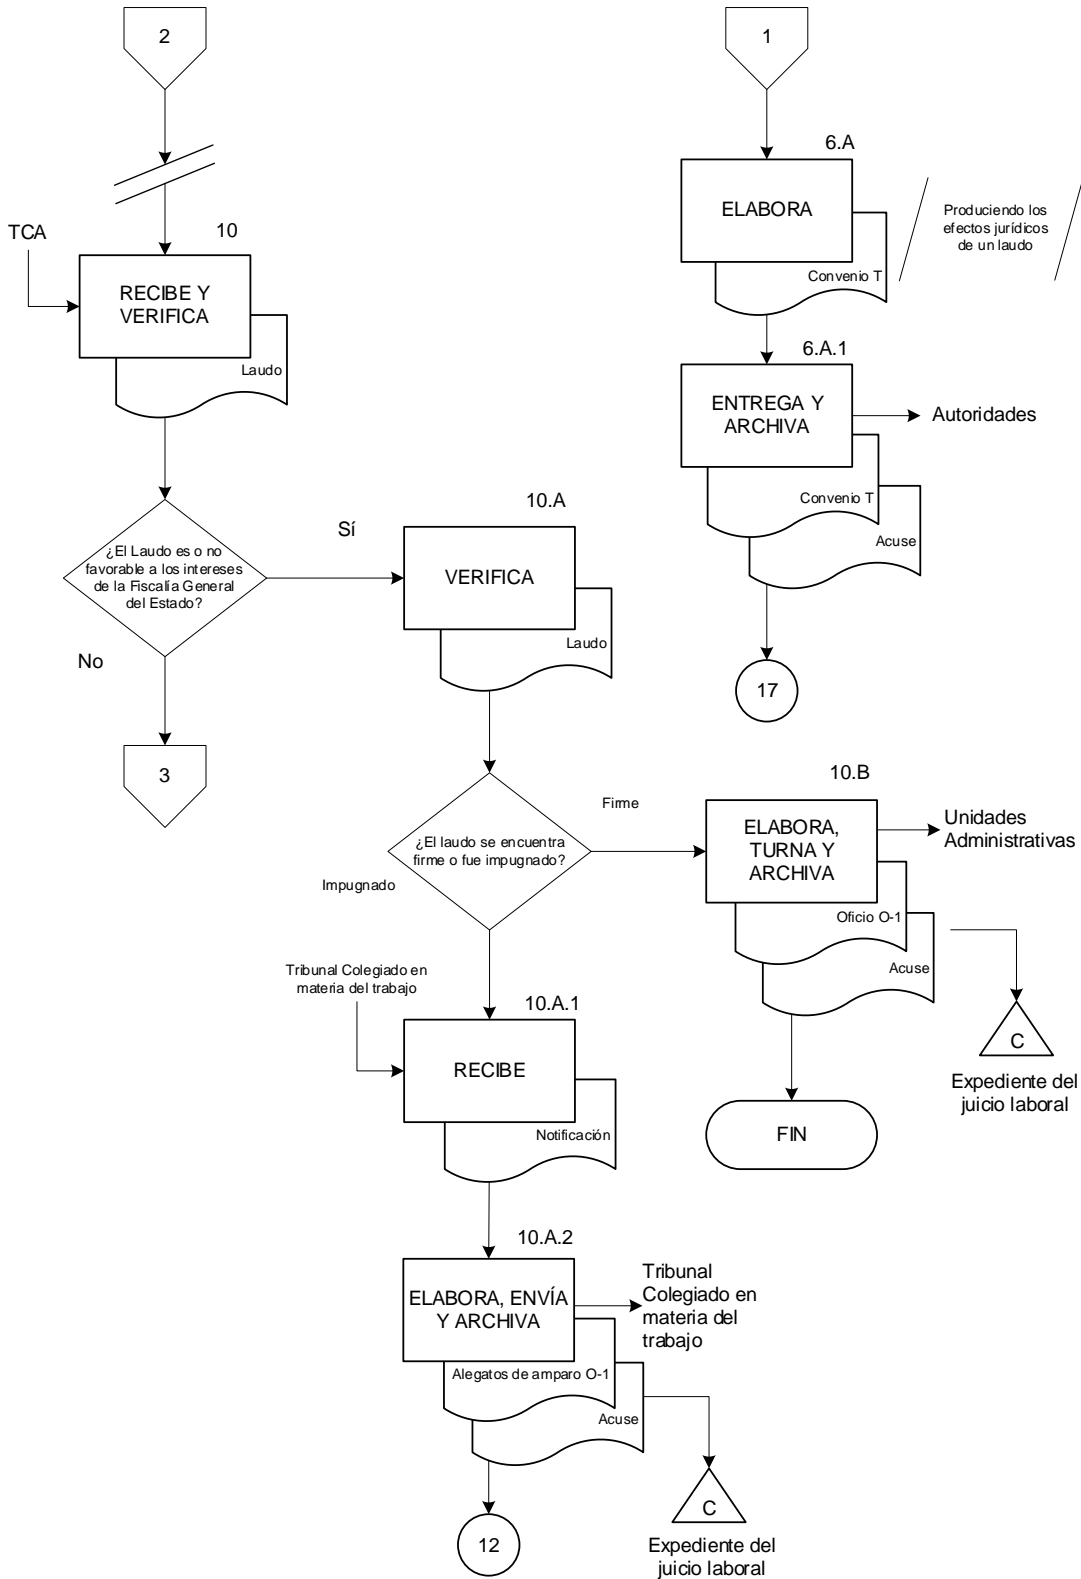 2
TCA
10
RECIBE Y
VERIFICA
Laudo
¿El Laudo es o no
favorable a los intereses
de la Fiscalía General
del Estado?
Sí
No
3
10.A
VERIFICA
Laudo
¿El laudo se encuentra
firme o fue impugnado?
Firme
Impugnado
Tribunal Colegiado en
materia del trabajo
10.A.1
RECIBE
Notificación
10.A.2
ELABORA, ENVÍA
Y ARCHIVA
Tribunal
Colegiado en
materia del
trabajo
Alegatos de amparo O-1
Acuse
C
Expediente del
juicio laboral
12
1
6.A
ELABORA
Convenio T
Produciendo los
efectos jurídicos
de un laudo
6.A.1
ENTREGA Y
ARCHIVA
Autoridades
Convenio T
Acuse
17
10.B
ELABORA,
TURNA Y
ARCHIVA
Unidades
Administrativas
Oficio O-1
Acuse
C
Expediente del
juicio laboral
FIN